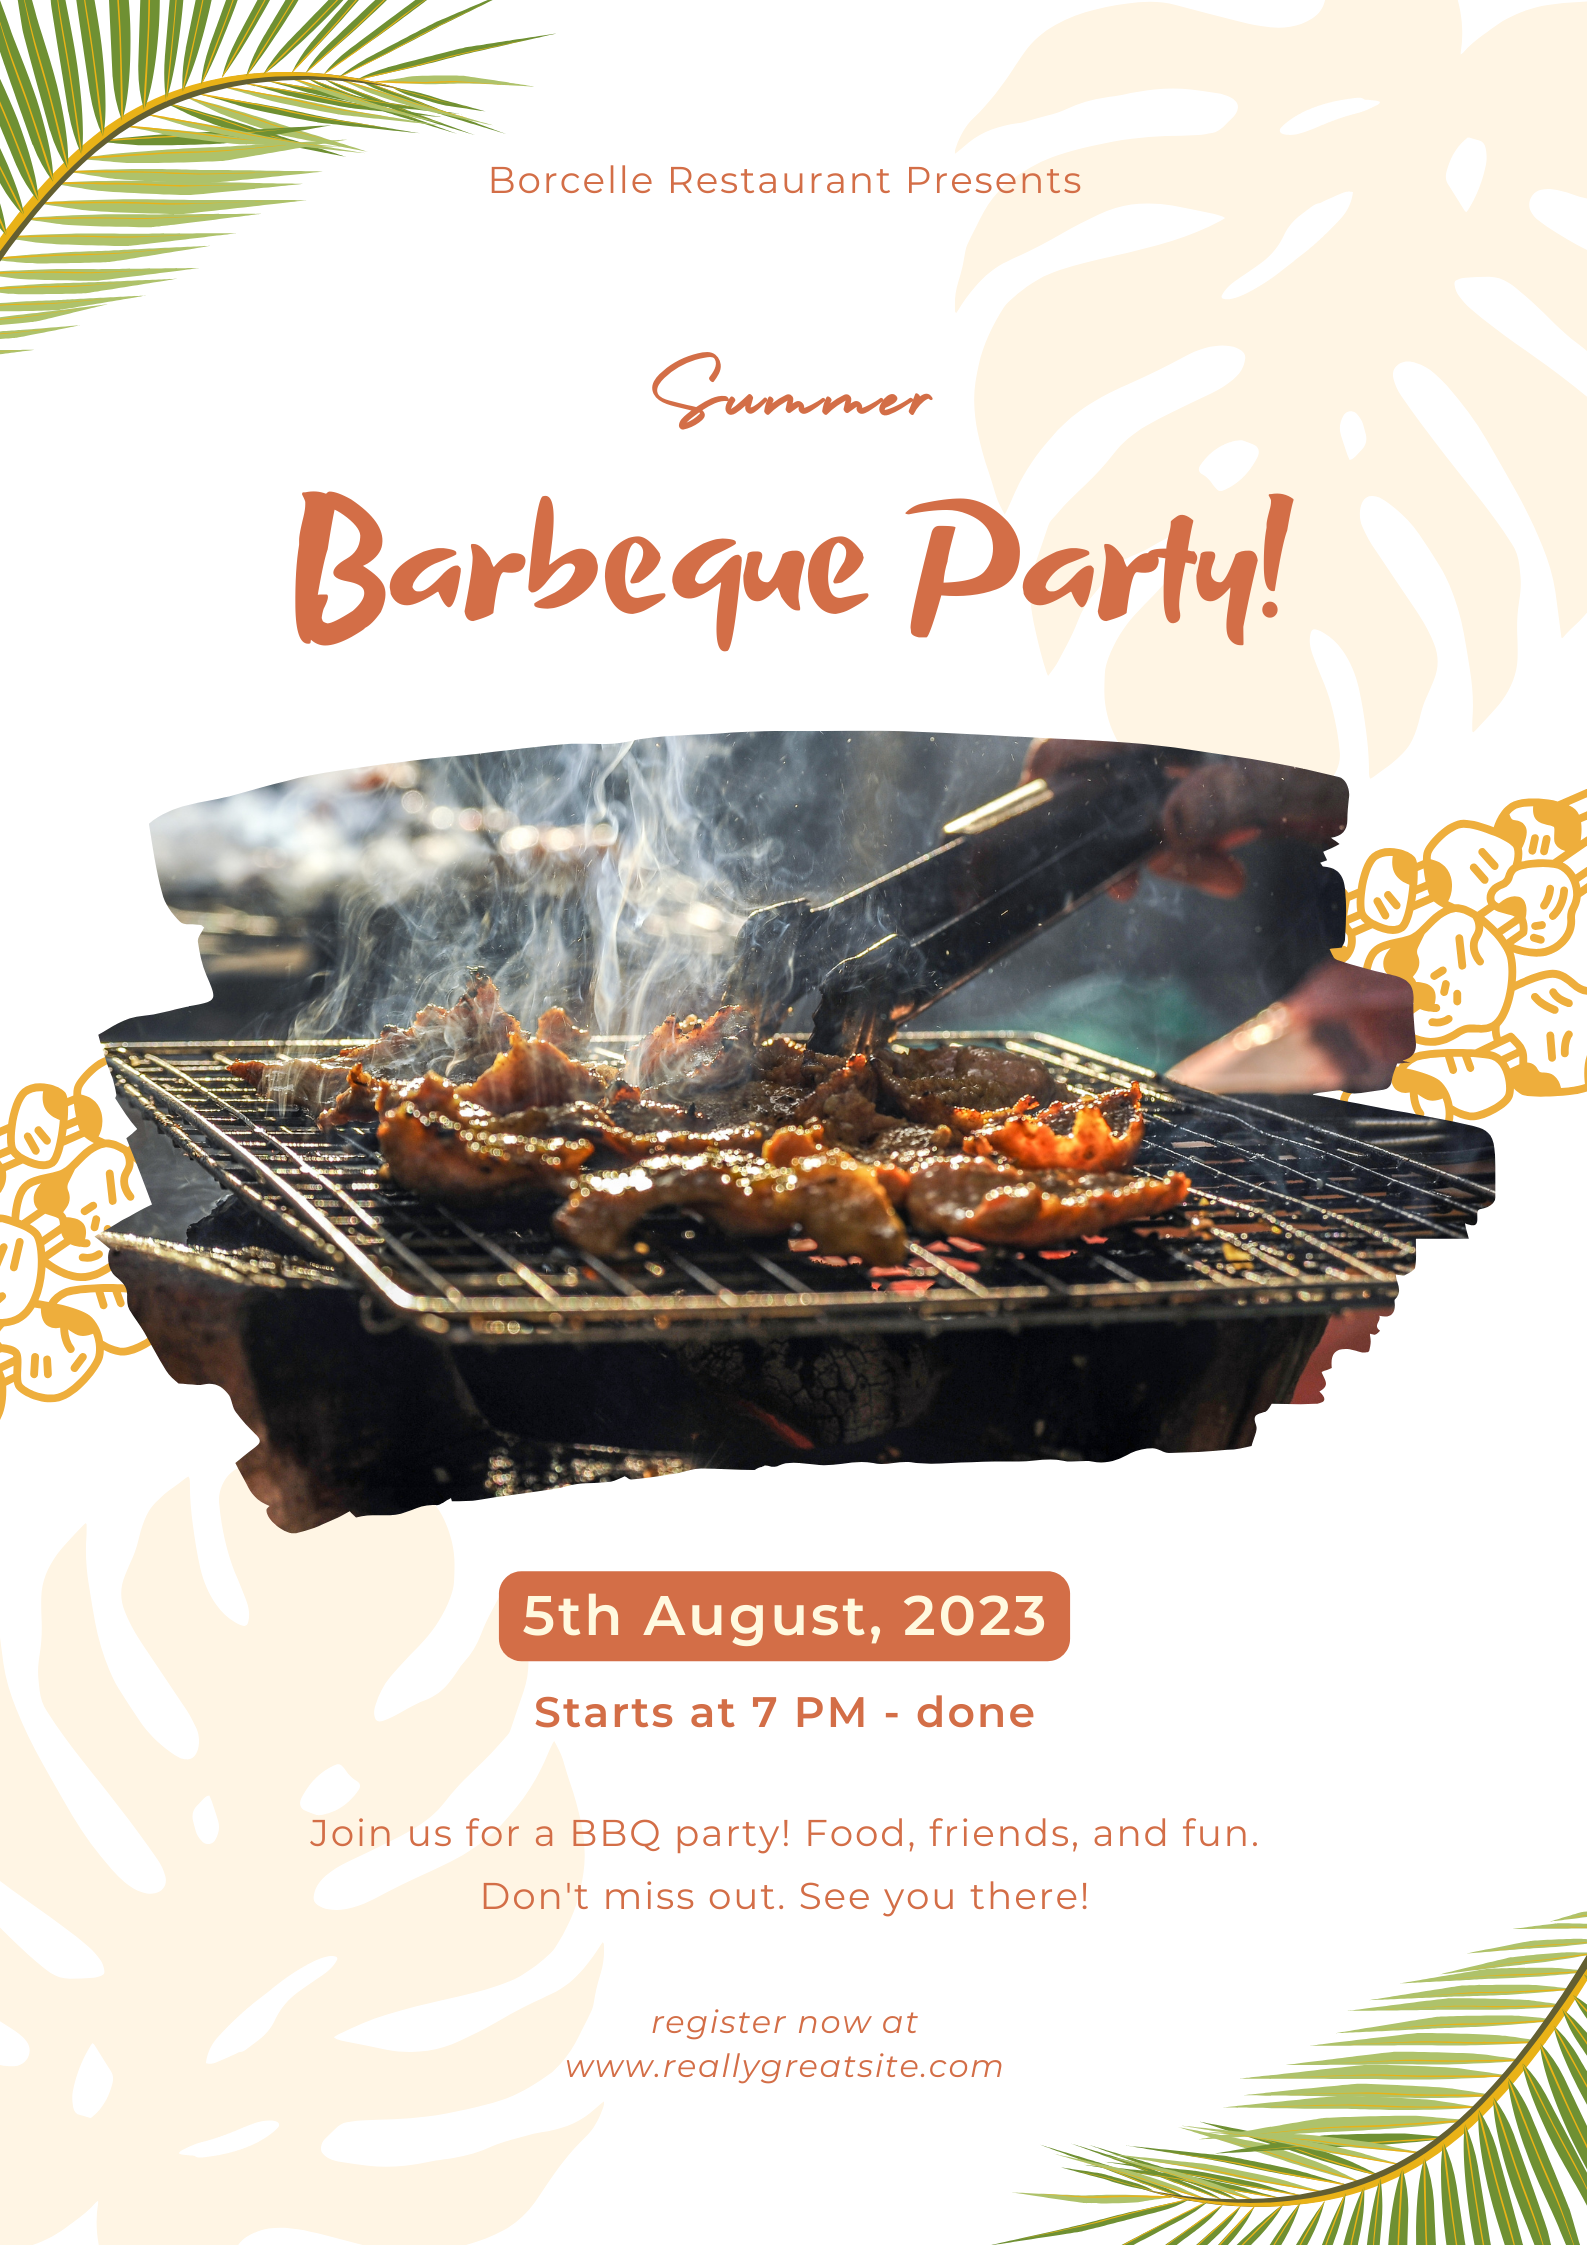 Borcelle Restaurant Presents
Summer
Barbeque Party!
5th August, 2023
Starts at 7 PM - done
Join us for a BBQ party! Food, friends, and fun.
Don't miss out. See you there!
register now at
www.reallygreatsite.com